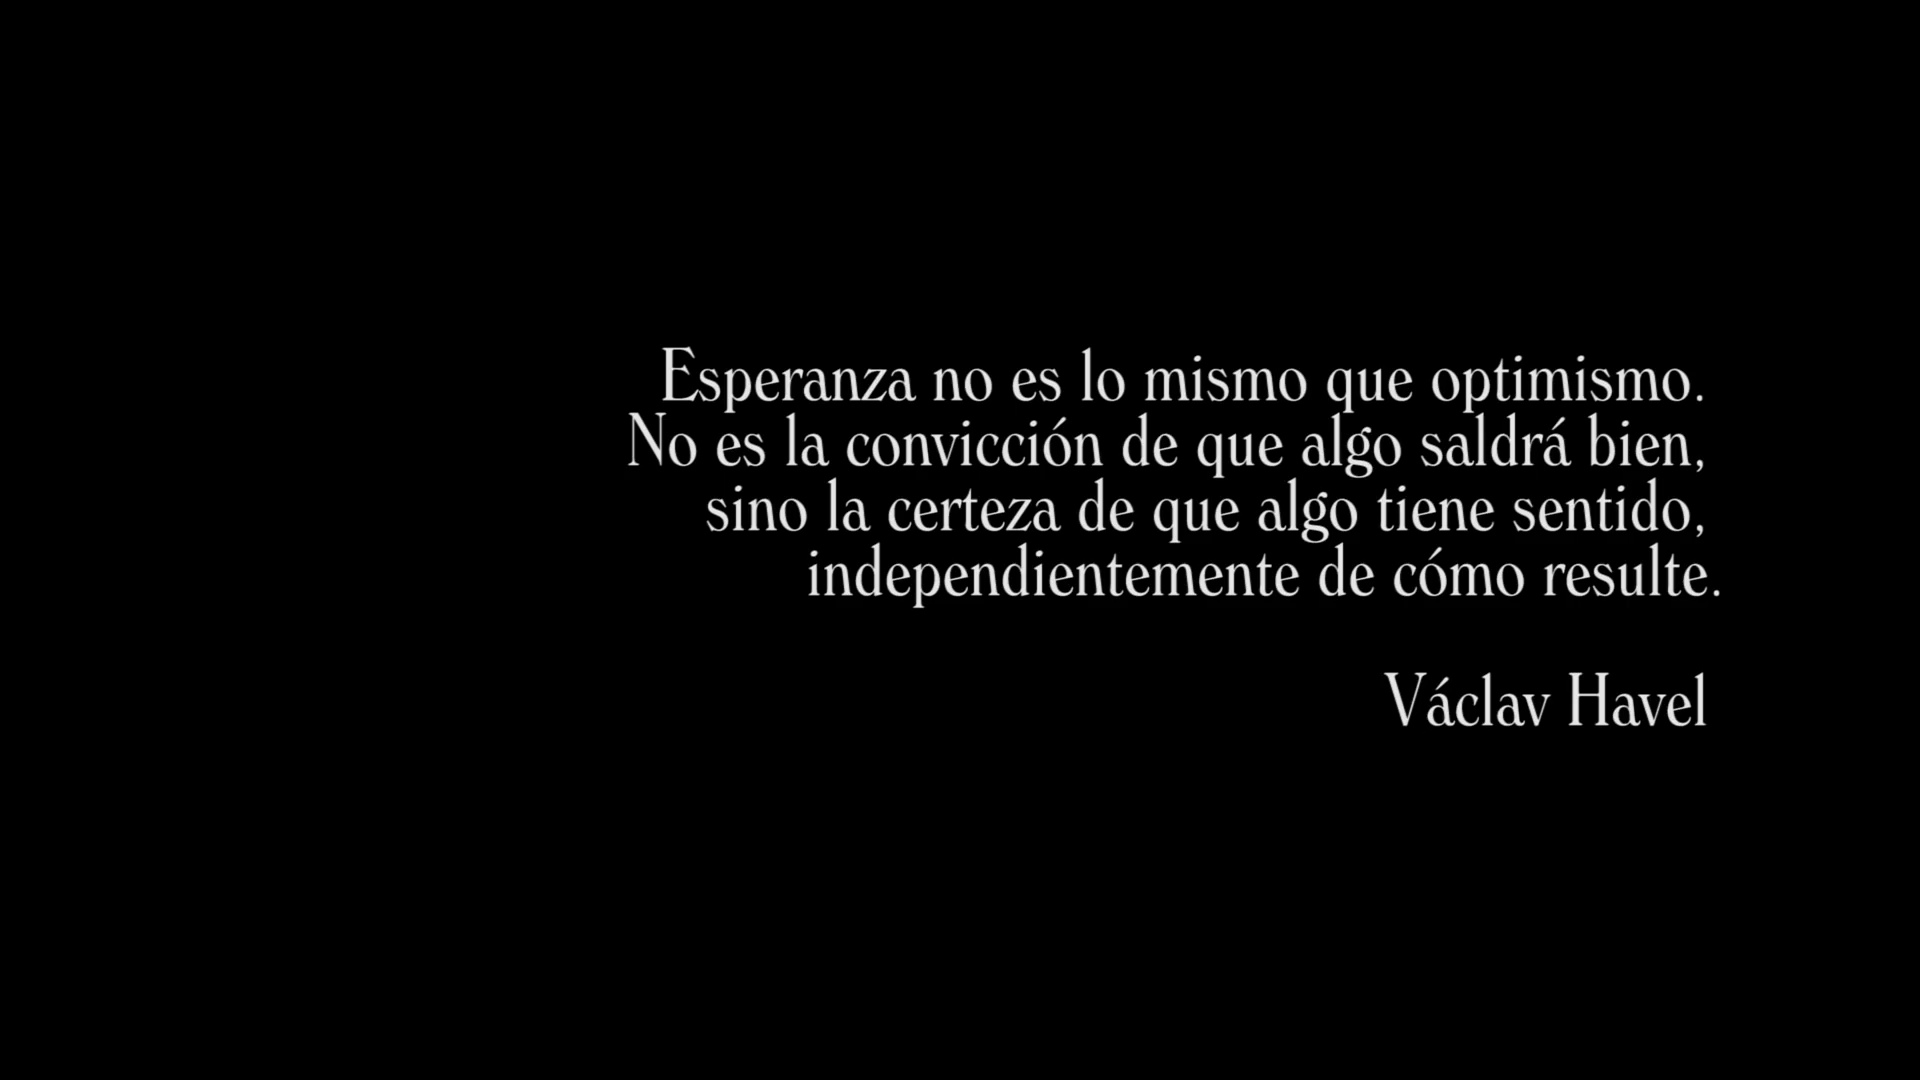 Esperanza no es lo mismo que optimismo.
No es la convicción de que algo saldrá bien,
sino la certeza de que algo tiene sentido,
independientemente de cómo resulte.
Václav Havel